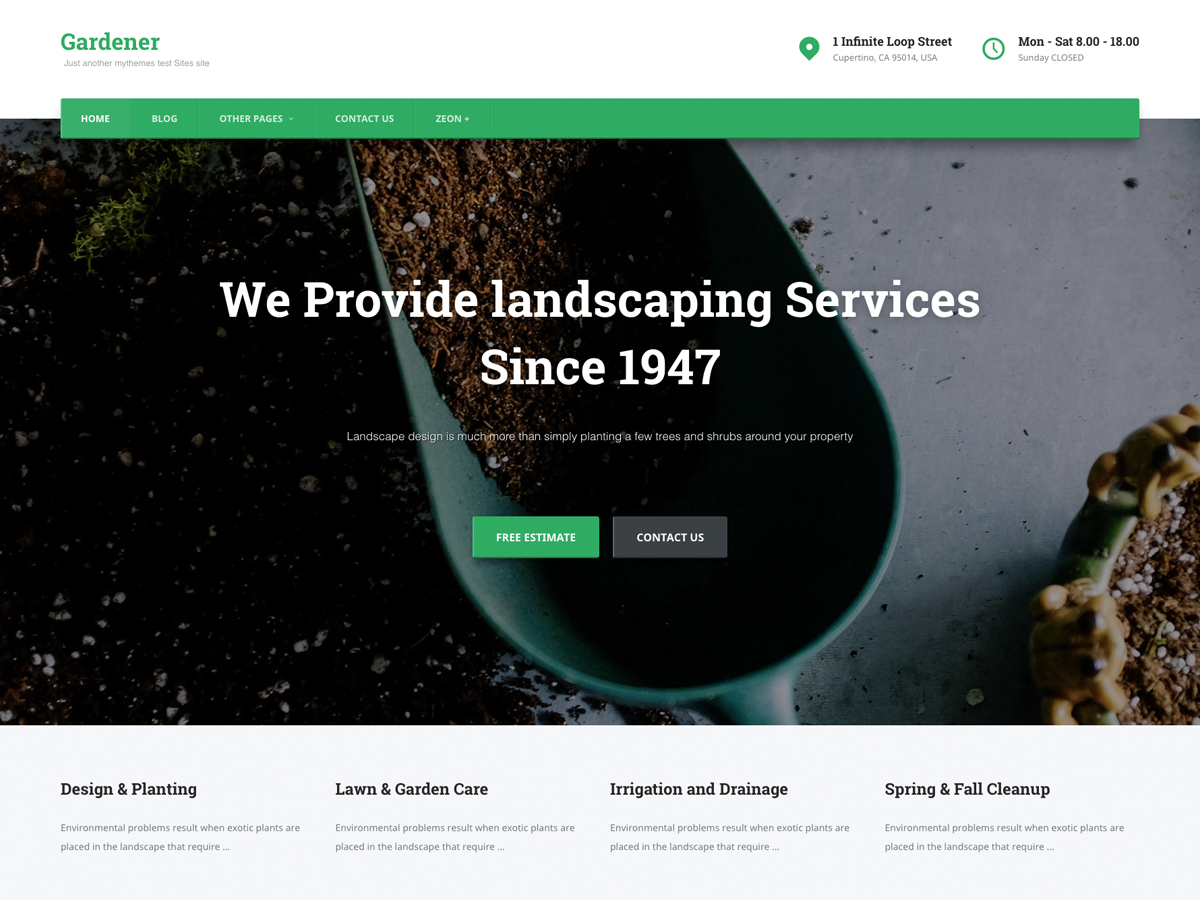 Gardener
Just another mythemes test Sites site
1 Infinite Loop Street
Cupertino, CA 95014, USA
Mon - Sat 8.00 - 18.00
Sunday CLOSED
HOME
BLOG
OTHER PAGES
CONTACT US
ZEON +
We Provide landscaping Services
Since 1947
Landscape design is much more than simply planting a few trees and shrubs around your property
FREE ESTIMATE
CONTACT US
Design & Planting
Environmental problems result when exotic plants are
placed in the landscape that require ...
Lawn & Garden Care
Environmental problems result when exotic plants are
placed in the landscape that require ...
Irrigation and Drainage
Environmental problems result when exotic plants are
placed in the landscape that require ...
Spring & Fall Cleanup
Environmental problems result when exotic plants are
placed in the landscape that require ...